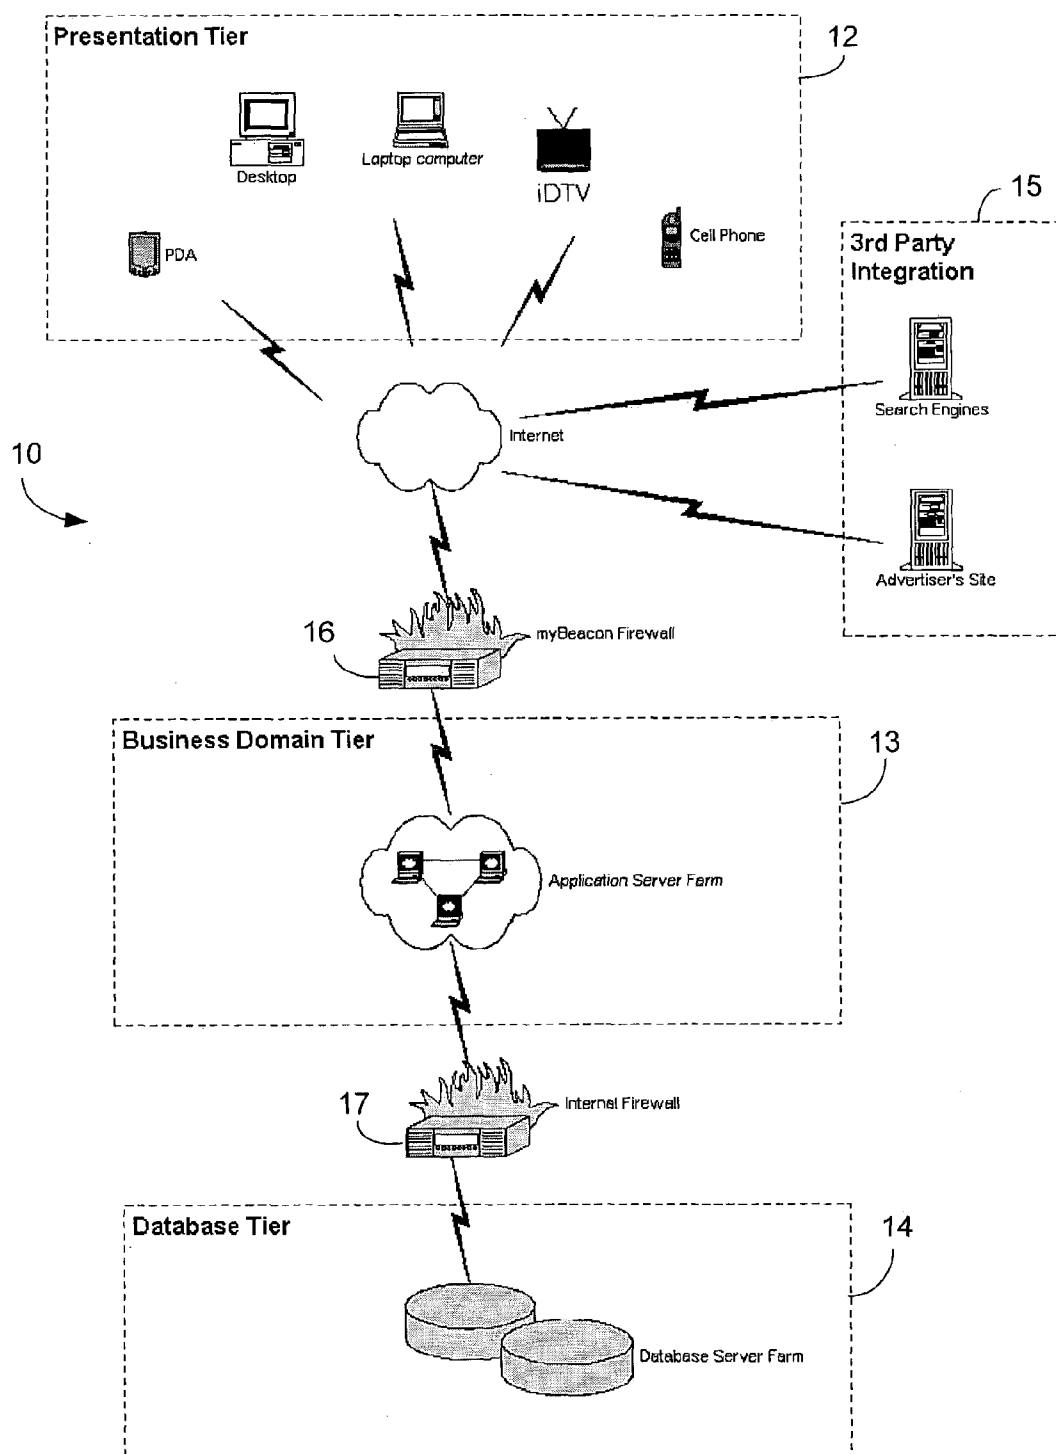 Presentation Tier
12
Desktop
Laptop computer
iDTV
PDA
Cell Phone
15
3rd Party
Integration
Search Engines
Internet
10
Advertiser's Site
16
myBeacon Firewall
Business Domain Tier
13
Application Server Farm
17
Internal Firewall
Database Tier
14
Database Server Farm